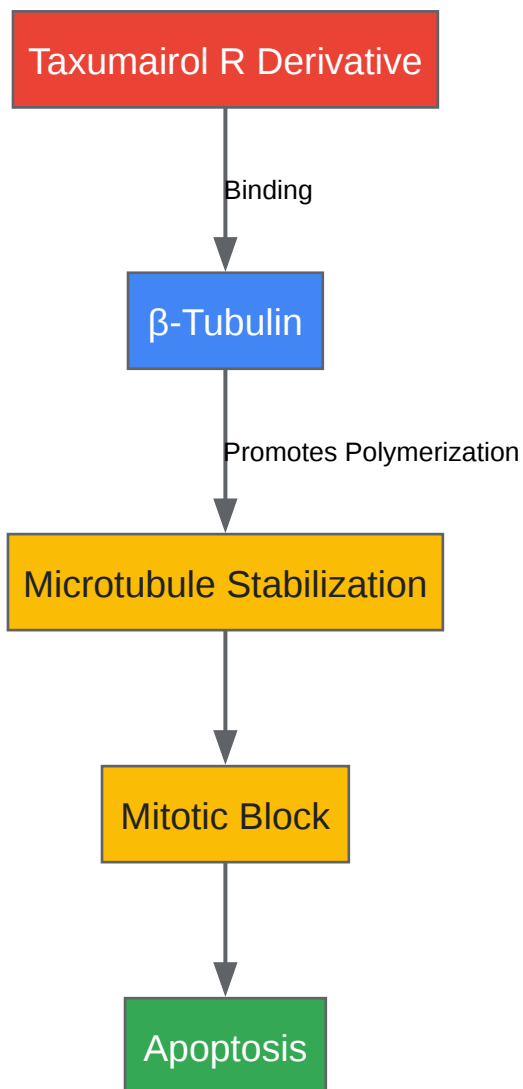 Taxumairol R Derivative
Binding
β-Tubulin
Promotes Polymerization
Microtubule Stabilization
Mitotic Block
Apoptosis